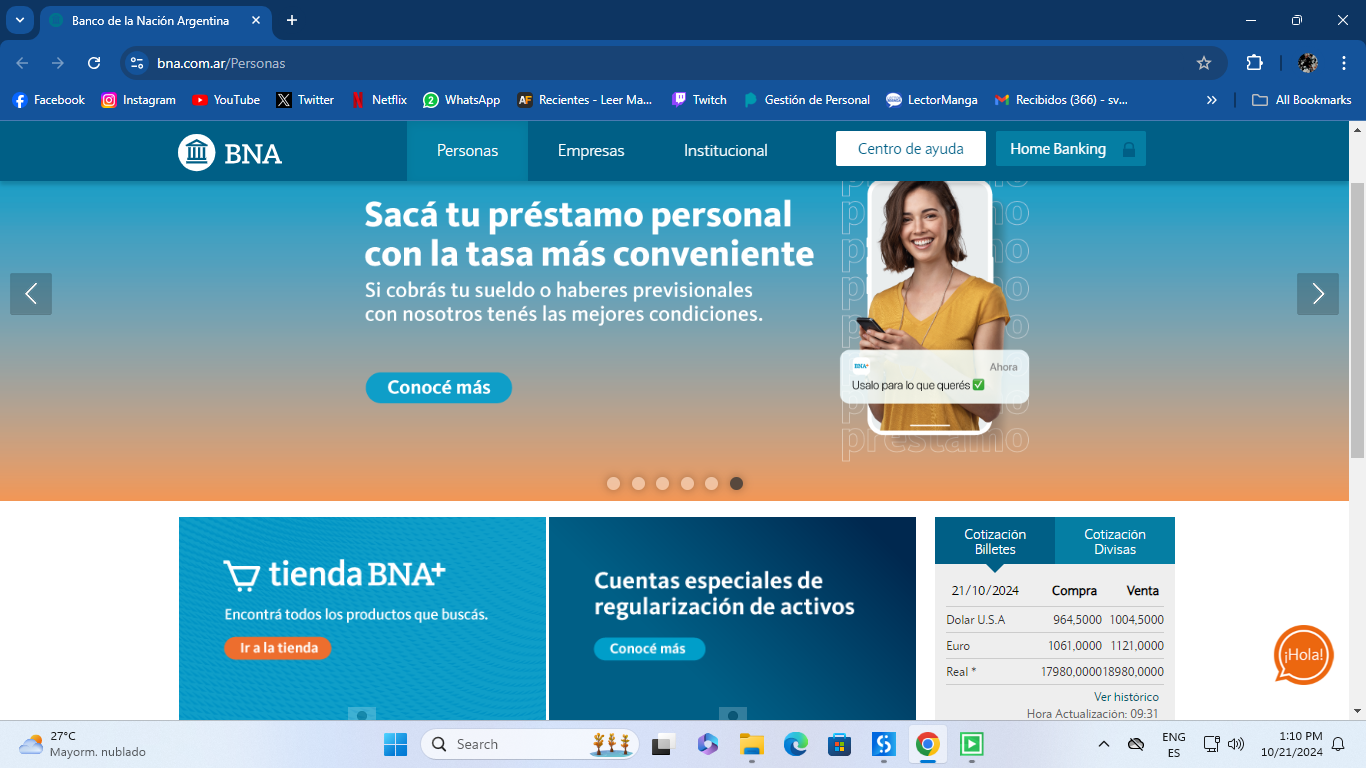 Banco de la Nación Argentina
bna.com.ar/Personas
Facebook
Instagram
YouTube
Twitter
Netflix
WhatsApp
Recientes - Leer Ma...
Twitch
Gestión de Personal
LectorManga
Recibidos (366) - sv...
All Bookmarks
BNA
Personas
Empresas
Institucional
Centro de ayuda
Home Banking
Sacá tu préstamo personal
con la tasa más conveniente
Si cobrás tu sueldo o haberes previsionales
con nosotros tenés las mejores condiciones.
Conocé más
préstamo
BNA+
Ahora
Usalo para lo que querés ✅
préstamo
tienda BNA+
Encontrá todos los productos que buscás.
Ir a la tienda
Cuentas especiales de
regularización de activos
Conocé más
Cotización
Billetes
Cotización
Divisas
21/10/2024 Compra Venta
Dolar U.S.A 964,5000 1004,5000
Euro 1061,0000 1121,0000
Real * 17980,0000 18980,0000
Ver histórico
Hora Actualización: 09:31
¡Hola!
27°C
Mayorm. nublado
Search
ENG
ES
1:10 PM
10/21/2024